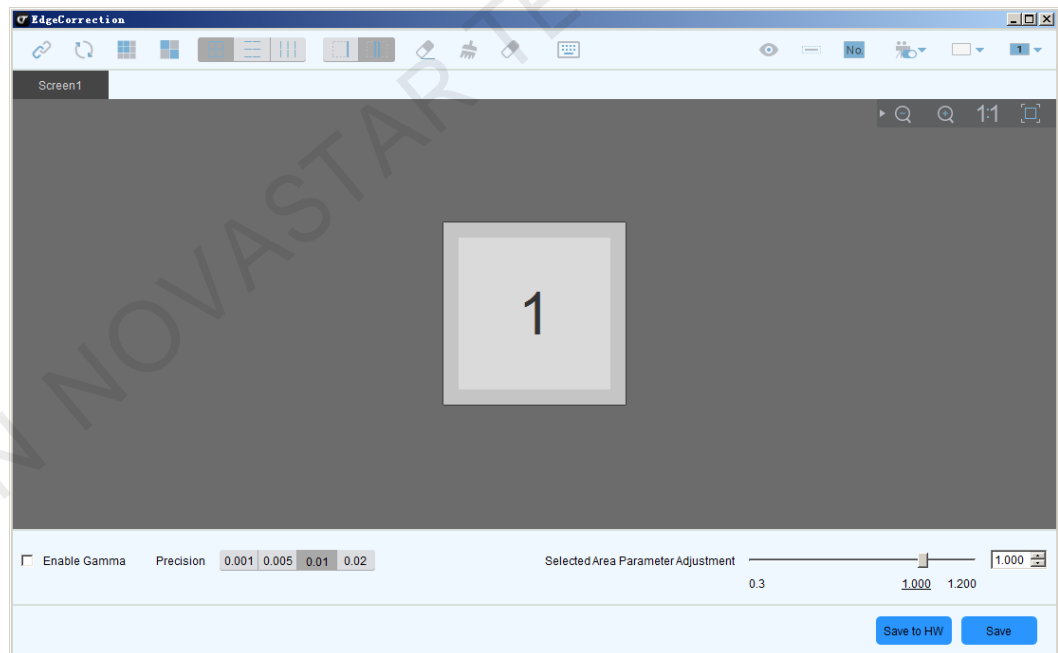 EdgeCorrection
No. 1
Screen1
1:1
1
Enable Gamma Precision 0.001 0.005 0.01 0.02 Selected Area Parameter Adjustment 1.000
0.3 1.000 1.200
Save to HW Save
N NOVASTAR TE